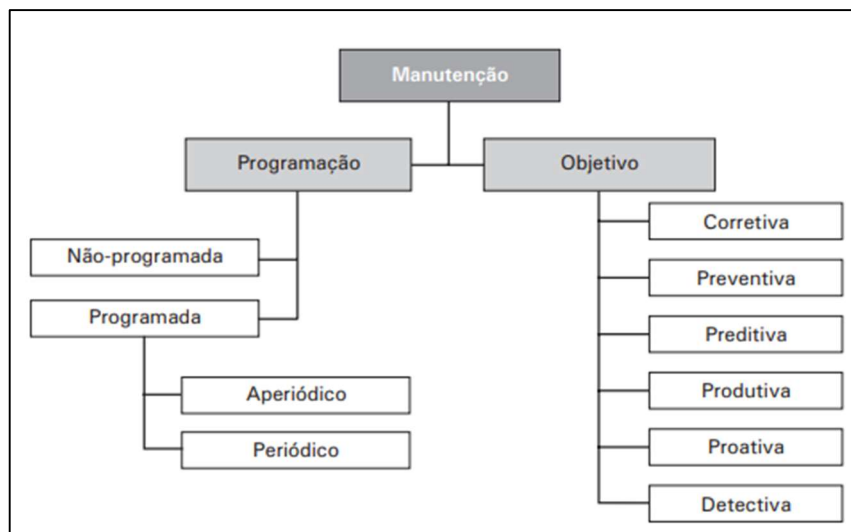 Manutenção
Programação
Objetivo
Não-programada
Programada
Aperiódico
Periódico
Corretiva
Preventiva
Preditiva
Produtiva
Proativa
Detectiva